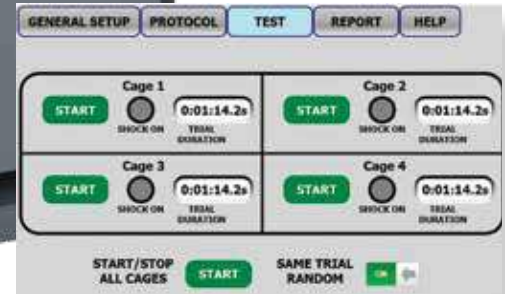 GENERAL SETUP PROTOCOL TEST REPORT HELP
Cage 1 Cage 2
START 0:01:14.2s START 0:01:14.2s
SHOCK ON TRIAL DURATION SHOCK ON TRIAL DURATION
Cage 3 Cage 4
START 0:01:14.2s START 0:01:14.2s
SHOCK ON TRIAL DURATION SHOCK ON TRIAL DURATION
START/STOP ALL CAGES START SAME TRIAL RANDOM ON